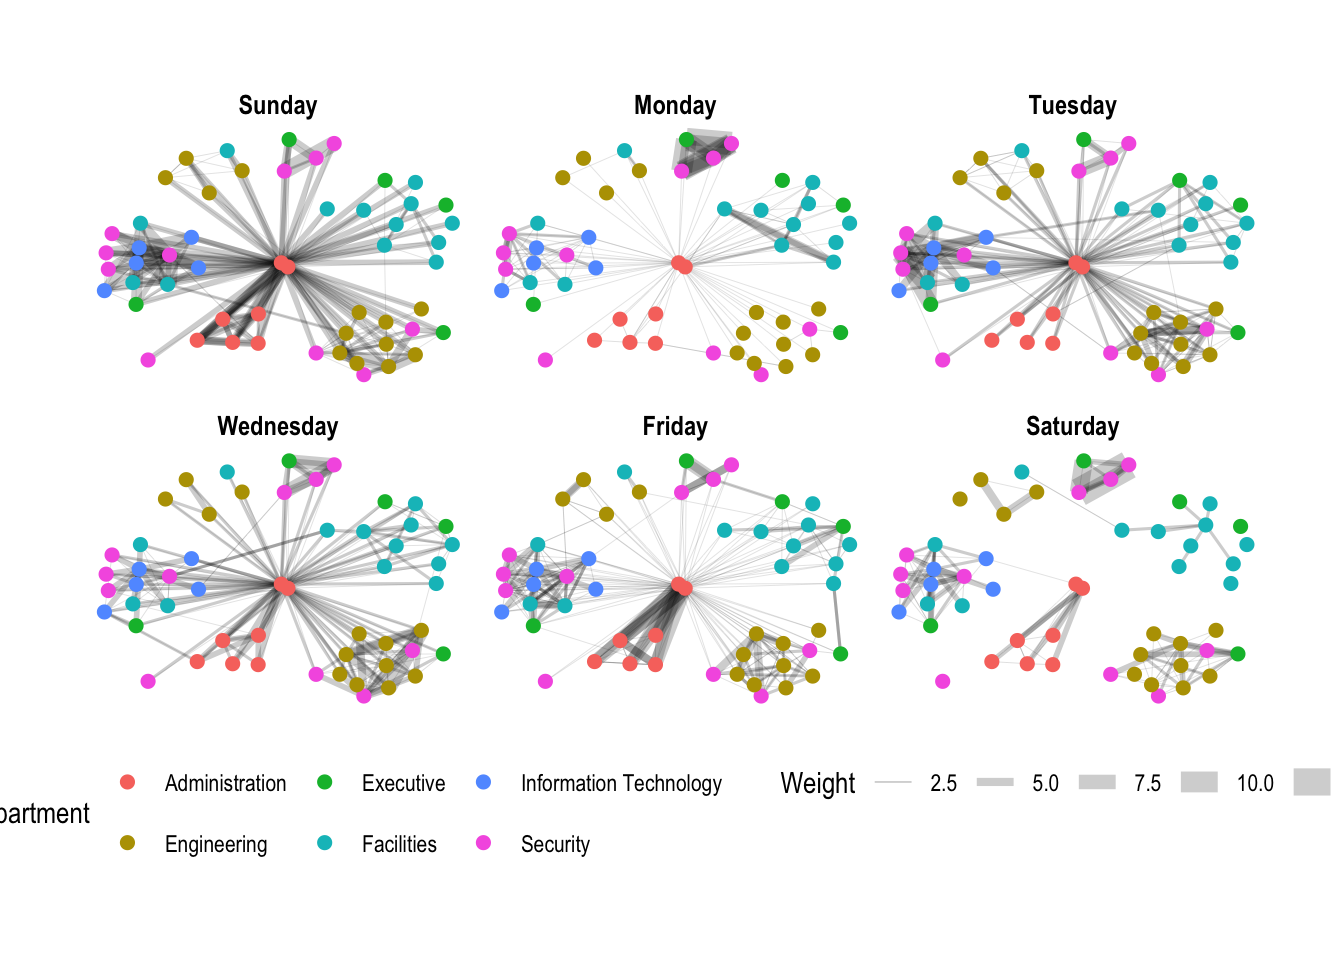 Sunday
Monday
Tuesday
Wednesday
Friday
Saturday
partment
Administration
Executive
Information Technology
Engineering
Facilities
Security
Weight
2.5
5.0
7.5
10.0